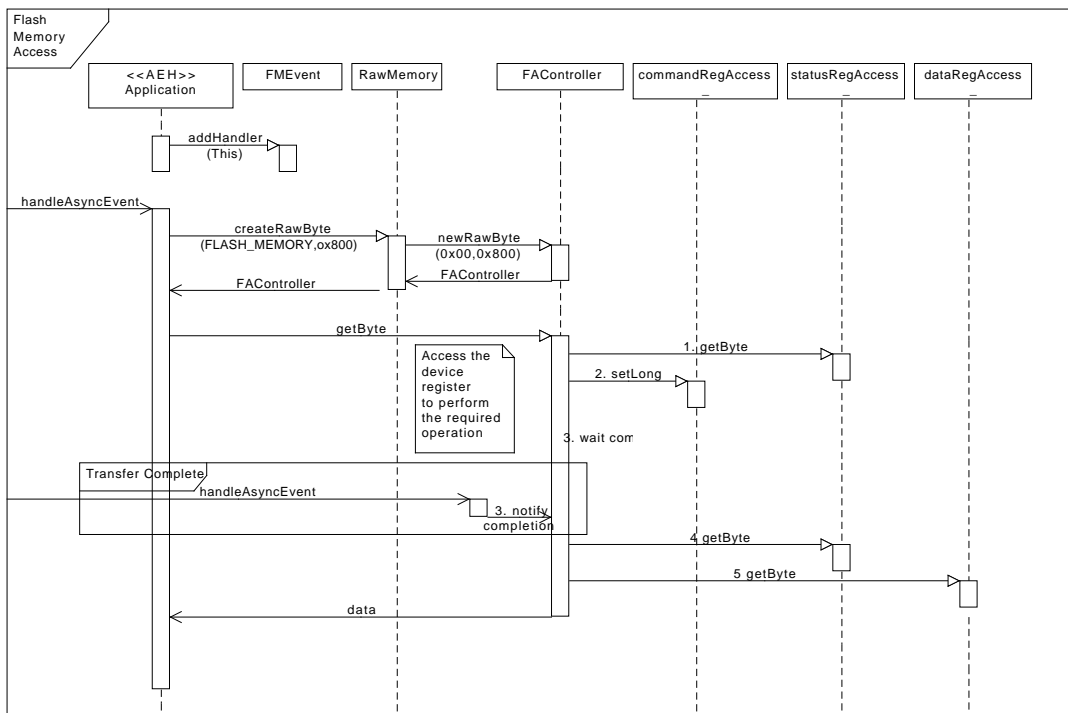 Flash
Memory
Access
<<AEH>>
Application
FMEvent
RawMemory
FAController
commandRegAccess
_
statusRegAccess
_
dataRegAccess
_
addHandler
(This)
handleAsyncEvent
createRawByte
(FLASH_MEMORY,ox800)
newRawByte
(0x00,0x800)
FAController
FAController
getByte
Access the
device
register
to perform
the required
operation
1. getByte
2. setLong
3. wait com
Transfer Complete
handleAsyncEvent
3. notify
completion
4 getByte
5 getByte
data